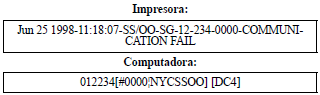 Impresora:
Jun 25 1998-11:18:07-SS/OO-SG-12-234-0000-COMMUNI-
CATION FAIL
Computadora:
012234[#0000|NYCSSOO] [DC4]